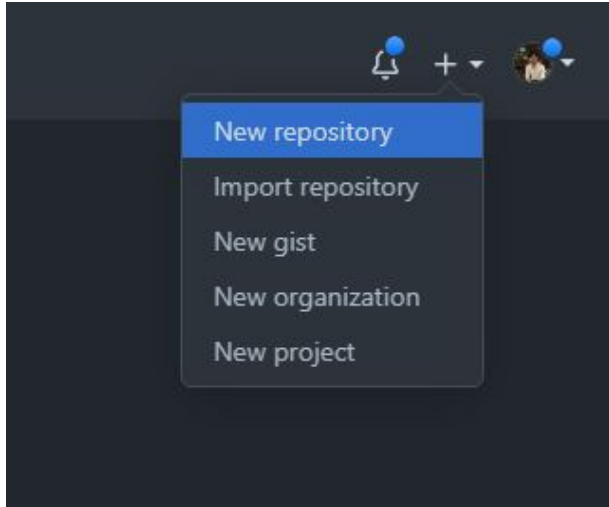 New repository
Import repository
New gist
New organization
New project